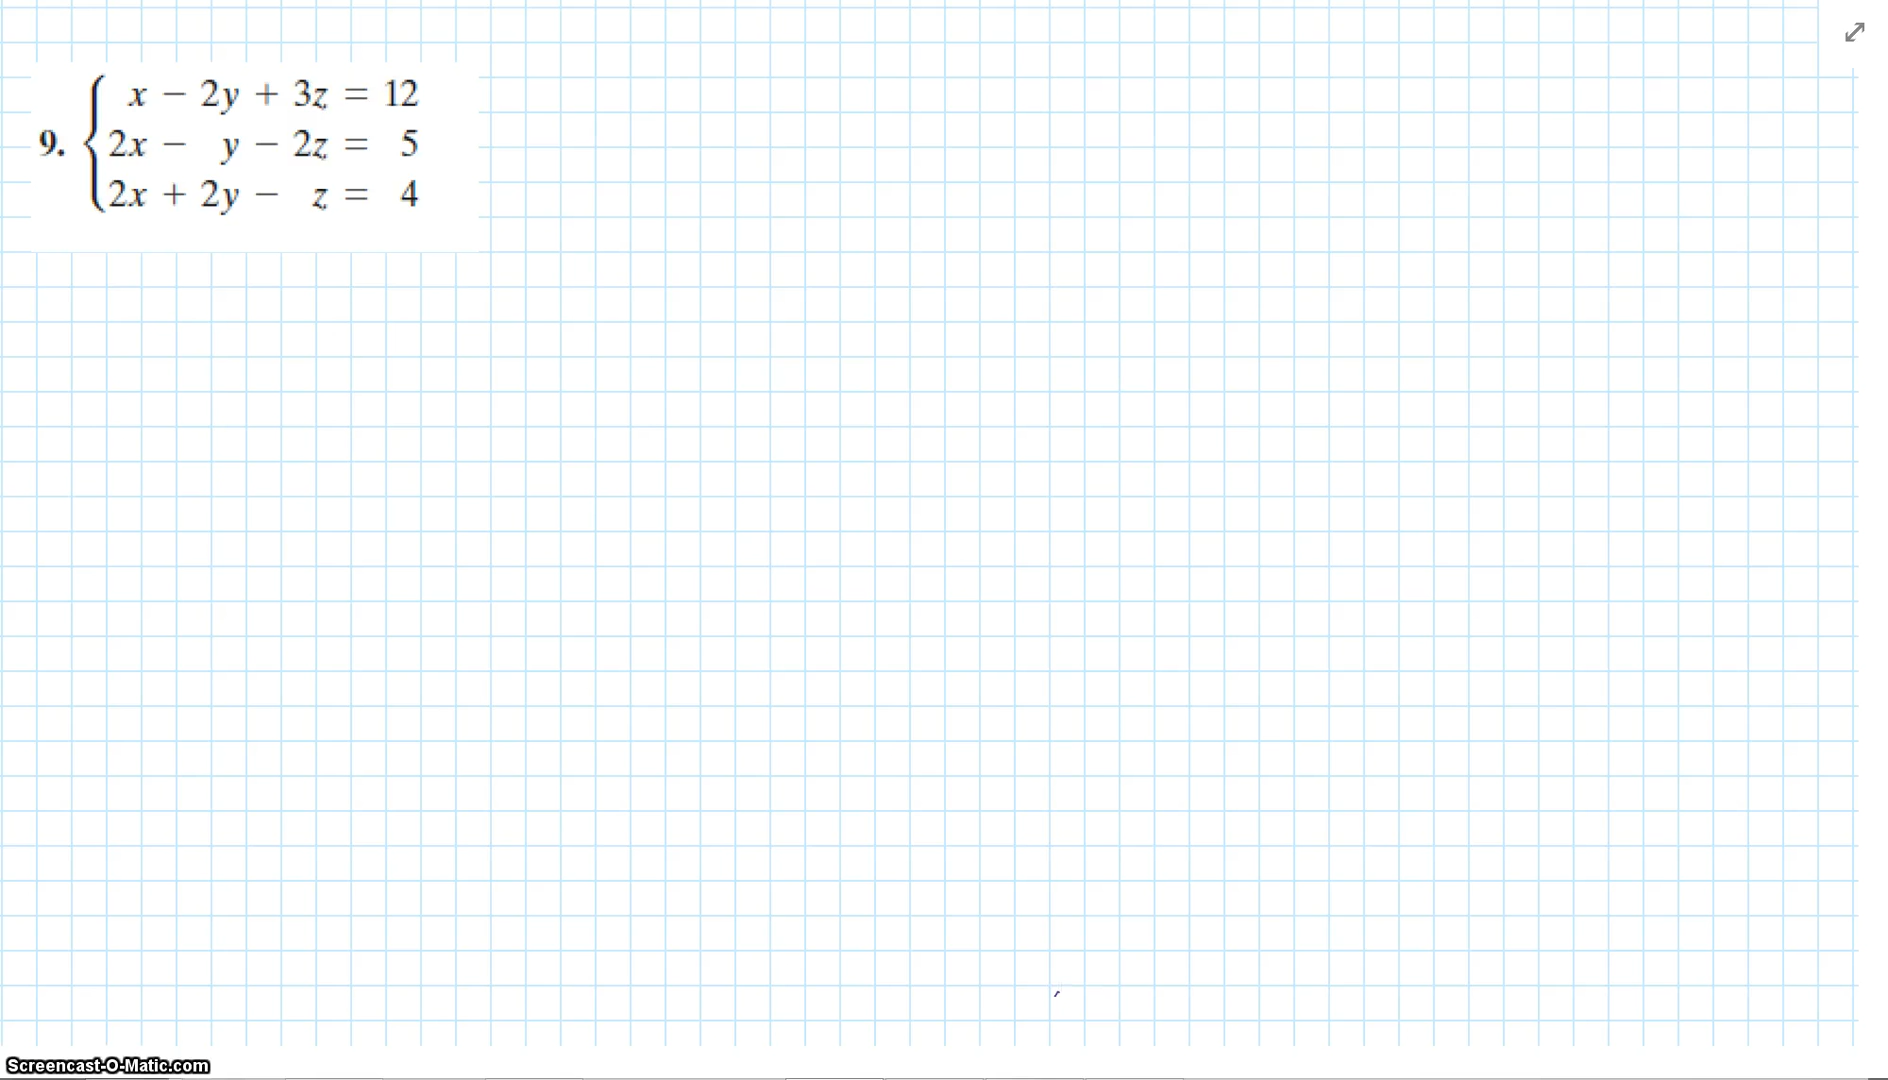 x − 2y + 3z = 12
9. 2x − y − 2z = 5
2x + 2y − z = 4
Screencast-O-Matic.com